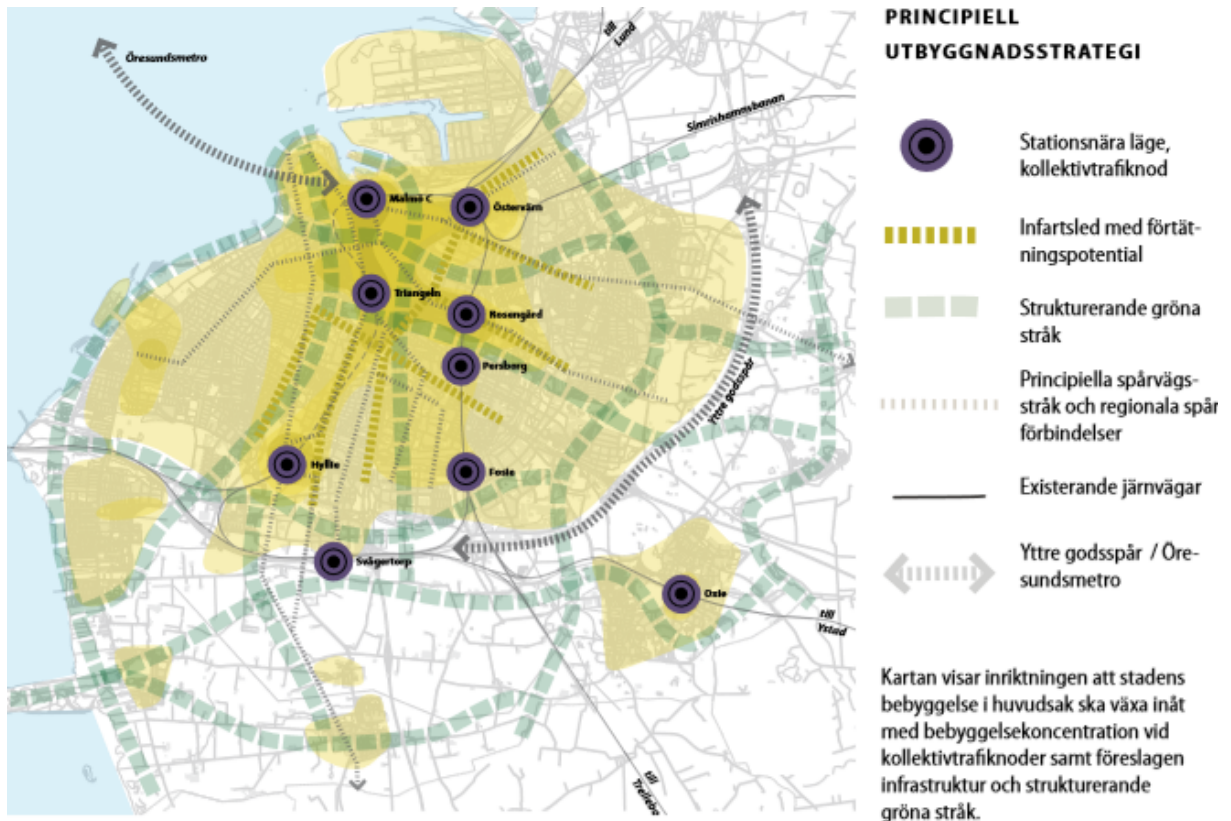 PRINCIPIELL
UTBYGGNADSSTRATEGI
Stationsnära läge,
kollektivtrafiknod
Infartsled med förtät-
ningspotential
Strukturerande gröna
stråk
Principiella spårvägs-
stråk och regionala spår
förbindelser
Existerande järnvägar
Yttre godsspår / Öre-
sundsmetro
Kartan visar inriktningen att stadens
bebyggelse i huvudsak ska växa inåt
med bebyggelsekoncentration vid
kollektivtrafiknoder samt föreslagen
infrastruktur och strukturerande
gröna stråk.
Öresundsmetro
till
Lund
Simrishamnsbanan
Malmö C
Östervärn
Triangeln
Rosengård
Persborg
Yttre godsspår
Hyllie
Fosie
Svågertorp
Oxie
till
Ystad
till
Trelleborg